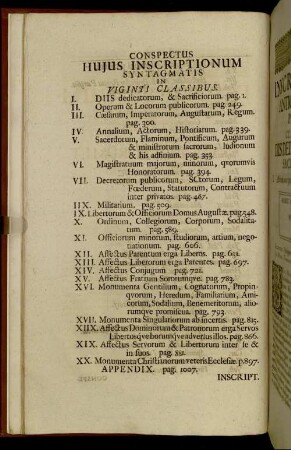 CONSPECTUS
HUJUS INSCRIPTIONUM
SYNTAGMATIS
IN
VIGINTI CLASSIBUS.
I. DIIS dedicatorum, & Sacrificiorum. pag. 1.
II. Operum & Locorum publicorum. pag. 249.
III. Cæsarum, Imperatorum, Augustarum, Regum.
pag. 300.
IV. Annalium, Actorum, Historiarum. pag. 339.
V. Sacerdotum, Flaminum, Pontificum, Augurum
& ministrorum sacrorum, ludionum
& his adfinium. pag. 353.
VI. Magistratuum majorum, minorum, qvorumvis
Honoratorum. pag. 394.
VII. Decretorum publicorum, SCtorum, Legum,
Fœderum, Statutorum, Contractuum
inter privatos. pag. 467.
IIX. Militarium. pag. 509.
IX. Libertorum & Officiorum Domus Augustæ. pag. 548.
X. Oufinum, Collegiorum, Corporum, Sodalita-
tum. pag. 589.
XI. Officiorum minorum, studiorum, artium, nego-
tiationum. pag. 606.
XII. Affectus Parentum erga Liberos. pag. 651.
XIII. Affectus Liberorum erga Parentes. pag. 697.
XIV. Affectus Conjugum pag. 721.
XV. Affectus Fratrum Sororumqve. pag. 783.
XVI. Monumenta Gentilium, Cognatorum, Propin-
qvorum, Heredum, Familiarium, Ami-
corum, Sodalium, Benemeritorum, alio-
rumqve promiscua. pag. 793
XVII. Monumenta Singulariorum ab incertis. pag. 815.
XIIX. Affectus Dominorum & Patronorum erga Servos
Libertosqve horumqve adversus illos. pag. 866.
XIX. Affectus Servorum & Libertorum inter se &
in suos. pag. 881.
XX. Monumenta Christianorum veteris Ecclesiæ. p. 897.
APPENDIX. pag. 1007.
INSCRIPT.